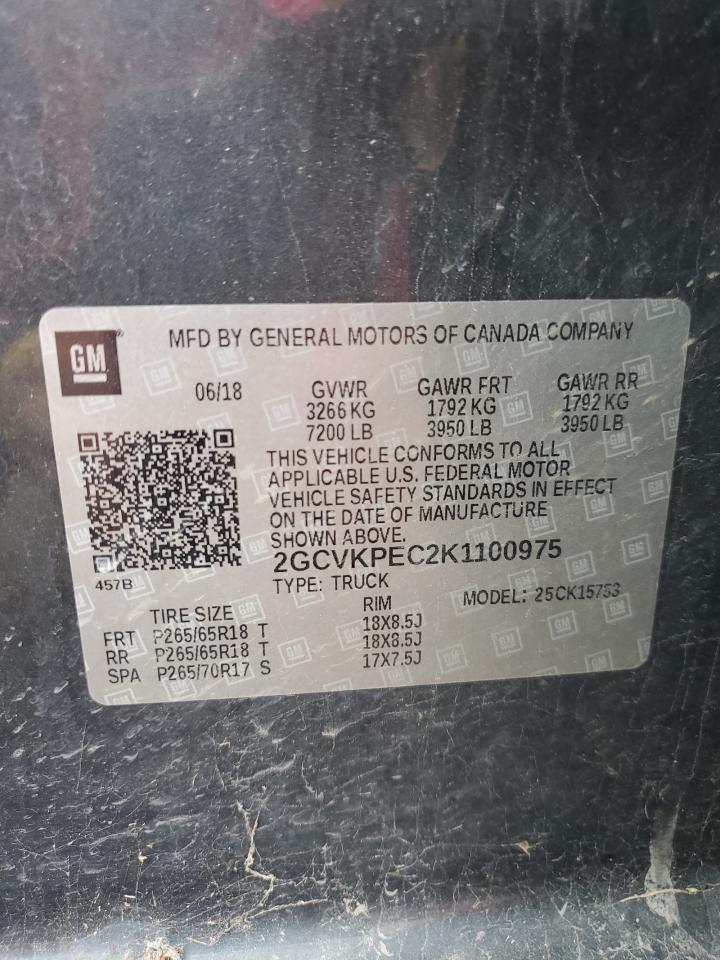 GM
MFD BY GENERAL MOTORS OF CANADA COMPANY
06/18 GVWR GAWR FRT GAWR RR
3266 KG 1792 KG 1792 KG
7200 LB 3950 LB 3950 LB
THIS VEHICLE CONFORMS TO ALL
APPLICABLE U.S. FEDERAL MOTOR
VEHICLE SAFETY STANDARDS IN EFFECT
ON THE DATE OF MANUFACTURE
SHOWN ABOVE.
2GCVKPEC2K1100975
457B
TYPE: TRUCK MODEL: 25CK15753
TIRE SIZE RIM
FRT P265/65R18 T 18X8.5J
RR P265/65R18 T 18X8.5J
SPA P265/70R17 S 17X7.5J